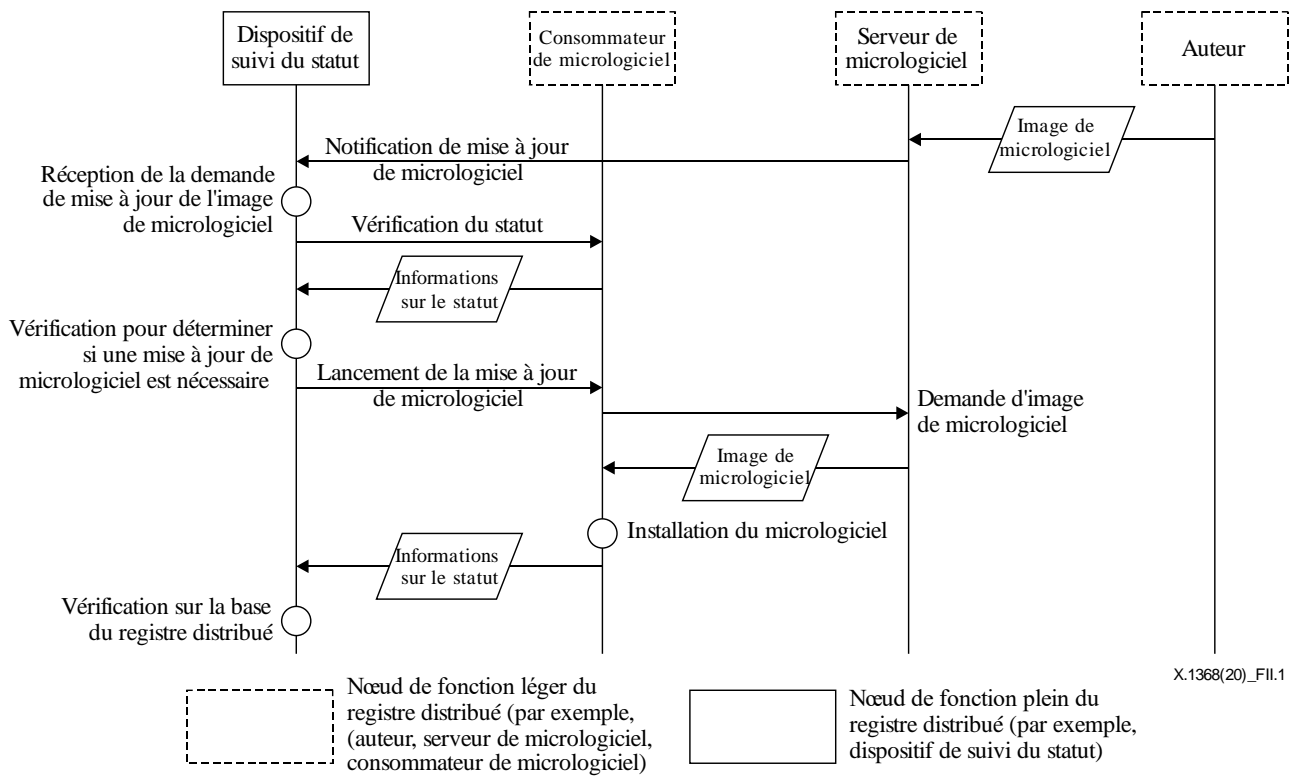 Dispositif de
suivi du statut
Consommateur
de micrologiciel
Serveur de
micrologiciel
Auteur
Image de
micrologiciel
Notification de mise à jour
de micrologiciel
Réception de la demande
de mise à jour de l'image
de micrologiciel
Vérification du statut
Informations
sur le statut
Vérification pour déterminer
si une mise à jour de
micrologiciel est nécessaire
Lancement de la mise à jour
de micrologiciel
Demande d'image
de micrologiciel
Image de
micrologiciel
Installation du micrologiciel
Informations
sur le statut
Vérification sur la base
du registre distribué
X.1368(20)_FII.1
Nœud de fonction léger du
registre distribué (par exemple,
(auteur, serveur de micrologiciel,
consommateur de micrologiciel)
Nœud de fonction plein du
registre distribué (par exemple,
dispositif de suivi du statut)